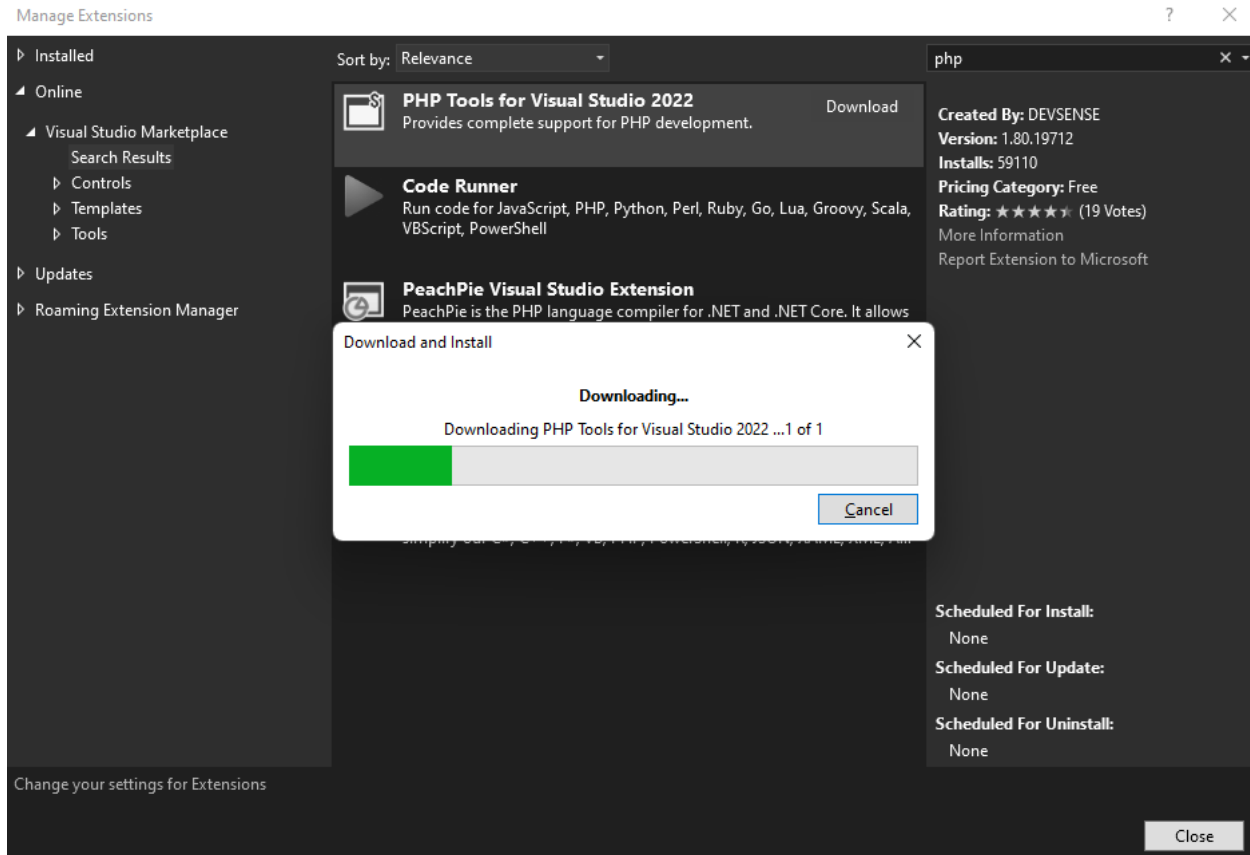 Manage Extensions
?
Installed
Online
Visual Studio Marketplace
Search Results
Controls
Templates
Tools
Updates
Roaming Extension Manager
Sort by: Relevance
PHP Tools for Visual Studio 2022
Download
Provides complete support for PHP development.
Code Runner
Run code for JavaScript, PHP, Python, Perl, Ruby, Go, Lua, Groovy, Scala,
VBScript, PowerShell
PeachPie Visual Studio Extension
PeachPie is the PHP language compiler for .NET and .NET Core. It allows
Download and Install
Downloading...
Downloading PHP Tools for Visual Studio 2022 ...1 of 1
Cancel
php
Created By: DEVSENSE
Version: 1.80.19712
Installs: 59110
Pricing Category: Free
Rating: ★★★★★ (19 Votes)
More Information
Report Extension to Microsoft
Scheduled For Install:
None
Scheduled For Update:
None
Scheduled For Uninstall:
None
Change your settings for Extensions
Close